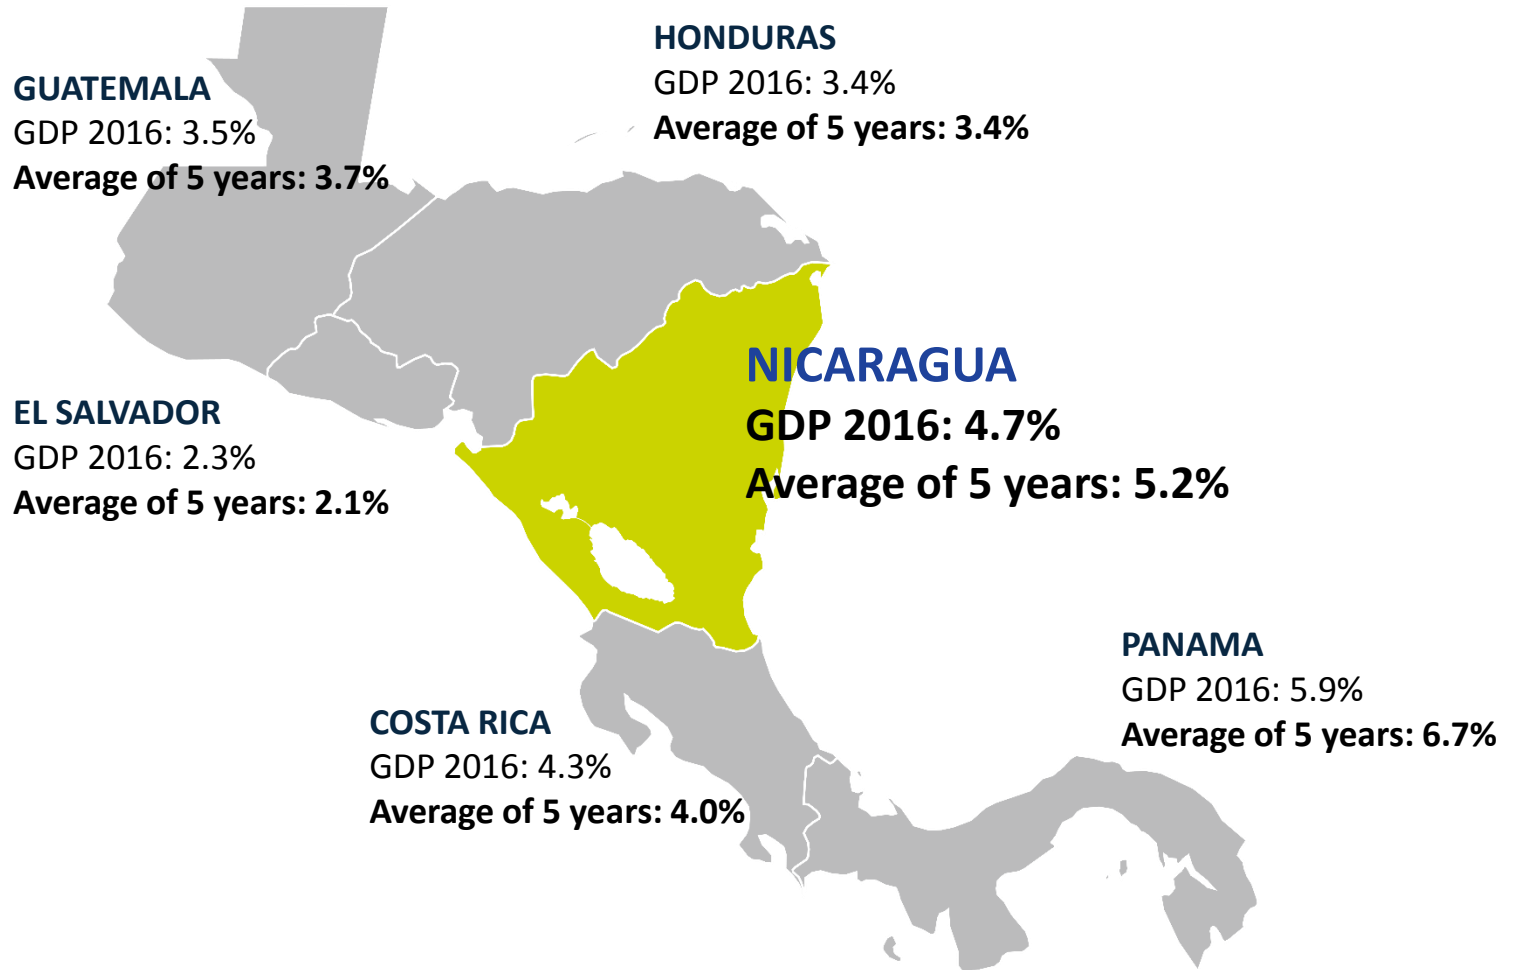 HONDURAS
GDP 2016: 3.4%
Average of 5 years: 3.4%
GUATEMALA
GDP 2016: 3.5%
Average of 5 years: 3.7%
NICARAGUA
GDP 2016: 4.7%
Average of 5 years: 5.2%
EL SALVADOR
GDP 2016: 2.3%
Average of 5 years: 2.1%
PANAMA
GDP 2016: 5.9%
Average of 5 years: 6.7%
COSTA RICA
GDP 2016: 4.3%
Average of 5 years: 4.0%